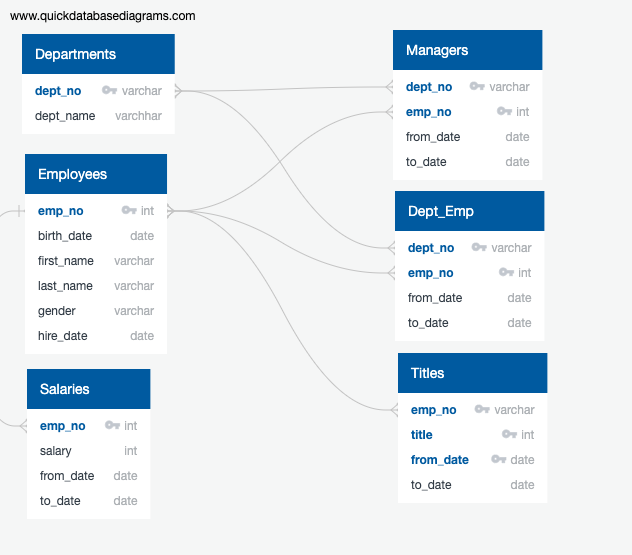 www.quickdatabasediagrams.com
Departments
dept_no varchar
dept_name varchhar
Employees
emp_no int
birth_date date
first_name varchar
last_name varchar
gender varchar
hire_date date
Salaries
emp_no int
salary int
from_date date
to_date date
Managers
dept_no varchar
emp_no int
from_date date
to_date date
Dept_Emp
dept_no varchar
emp_no int
from_date date
to_date date
Titles
emp_no varchar
title int
from_date date
to_date date